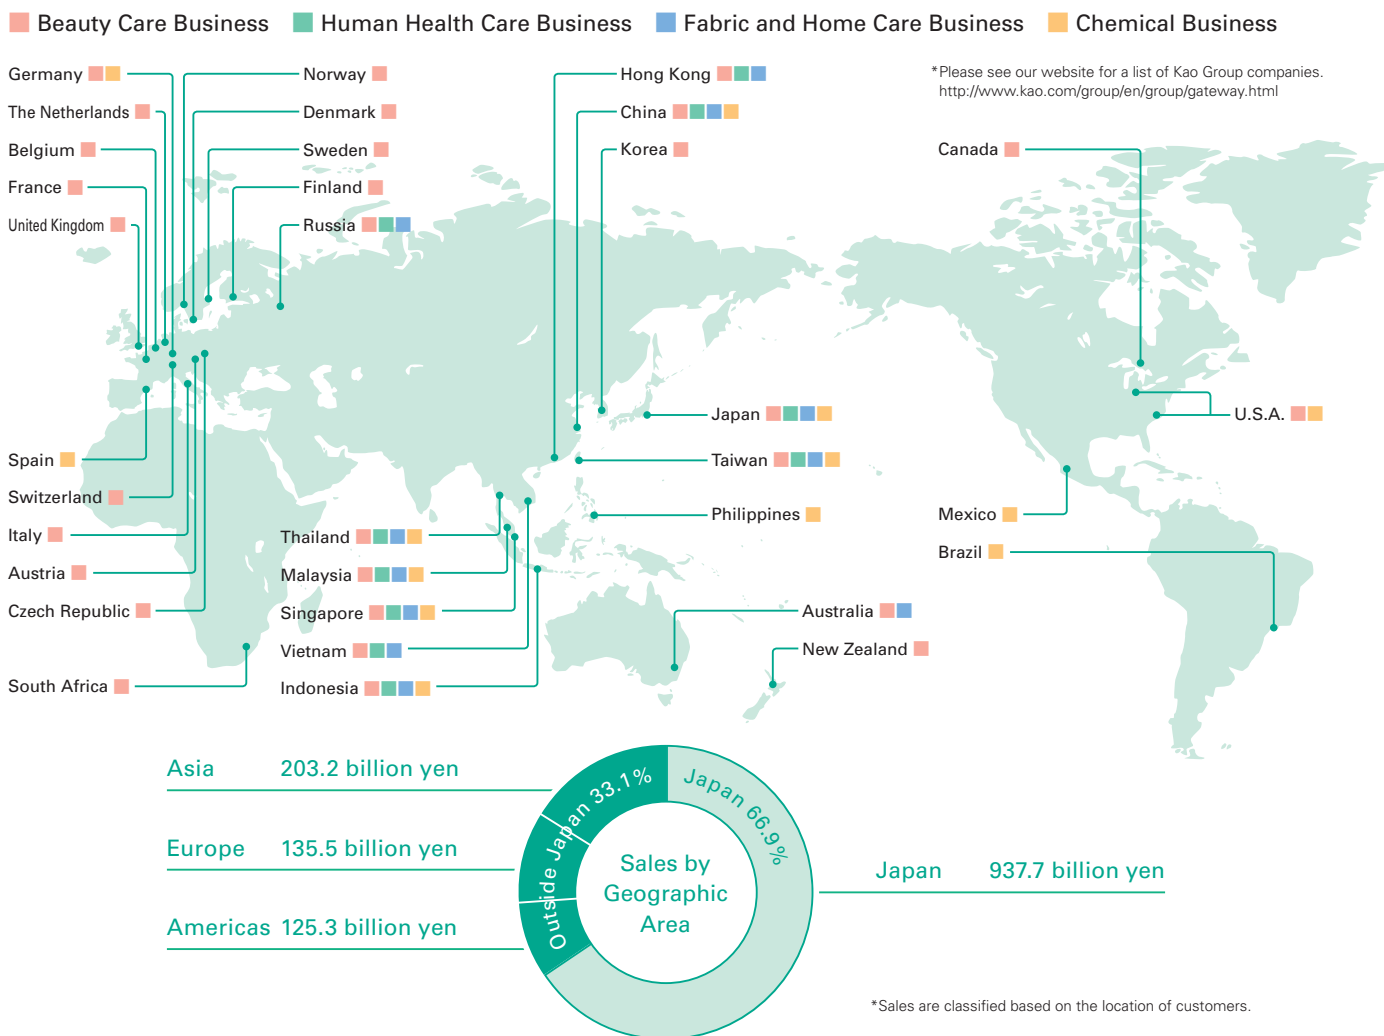 Beauty Care Business Human Health Care Business Fabric and Home Care Business Chemical Business
Germany
The Netherlands
Belgium
France
United Kingdom
Norway
Denmark
Sweden
Finland
Russia
Hong Kong
China
Korea
*Please see our website for a list of Kao Group companies.
http://www.kao.com/group/en/group/gateway.html
Canada
Japan
Taiwan
Philippines
U.S.A.
Mexico
Brazil
Spain
Switzerland
Italy
Austria
Czech Republic
South Africa
Thailand
Malaysia
Singapore
Vietnam
Indonesia
Australia
New Zealand
Asia 203.2 billion yen
Europe 135.5 billion yen
Americas 125.3 billion yen
Outside Japan 33.1%
Japan 66.9%
Sales by
Geographic
Area
Japan 937.7 billion yen
*Sales are classified based on the location of customers.